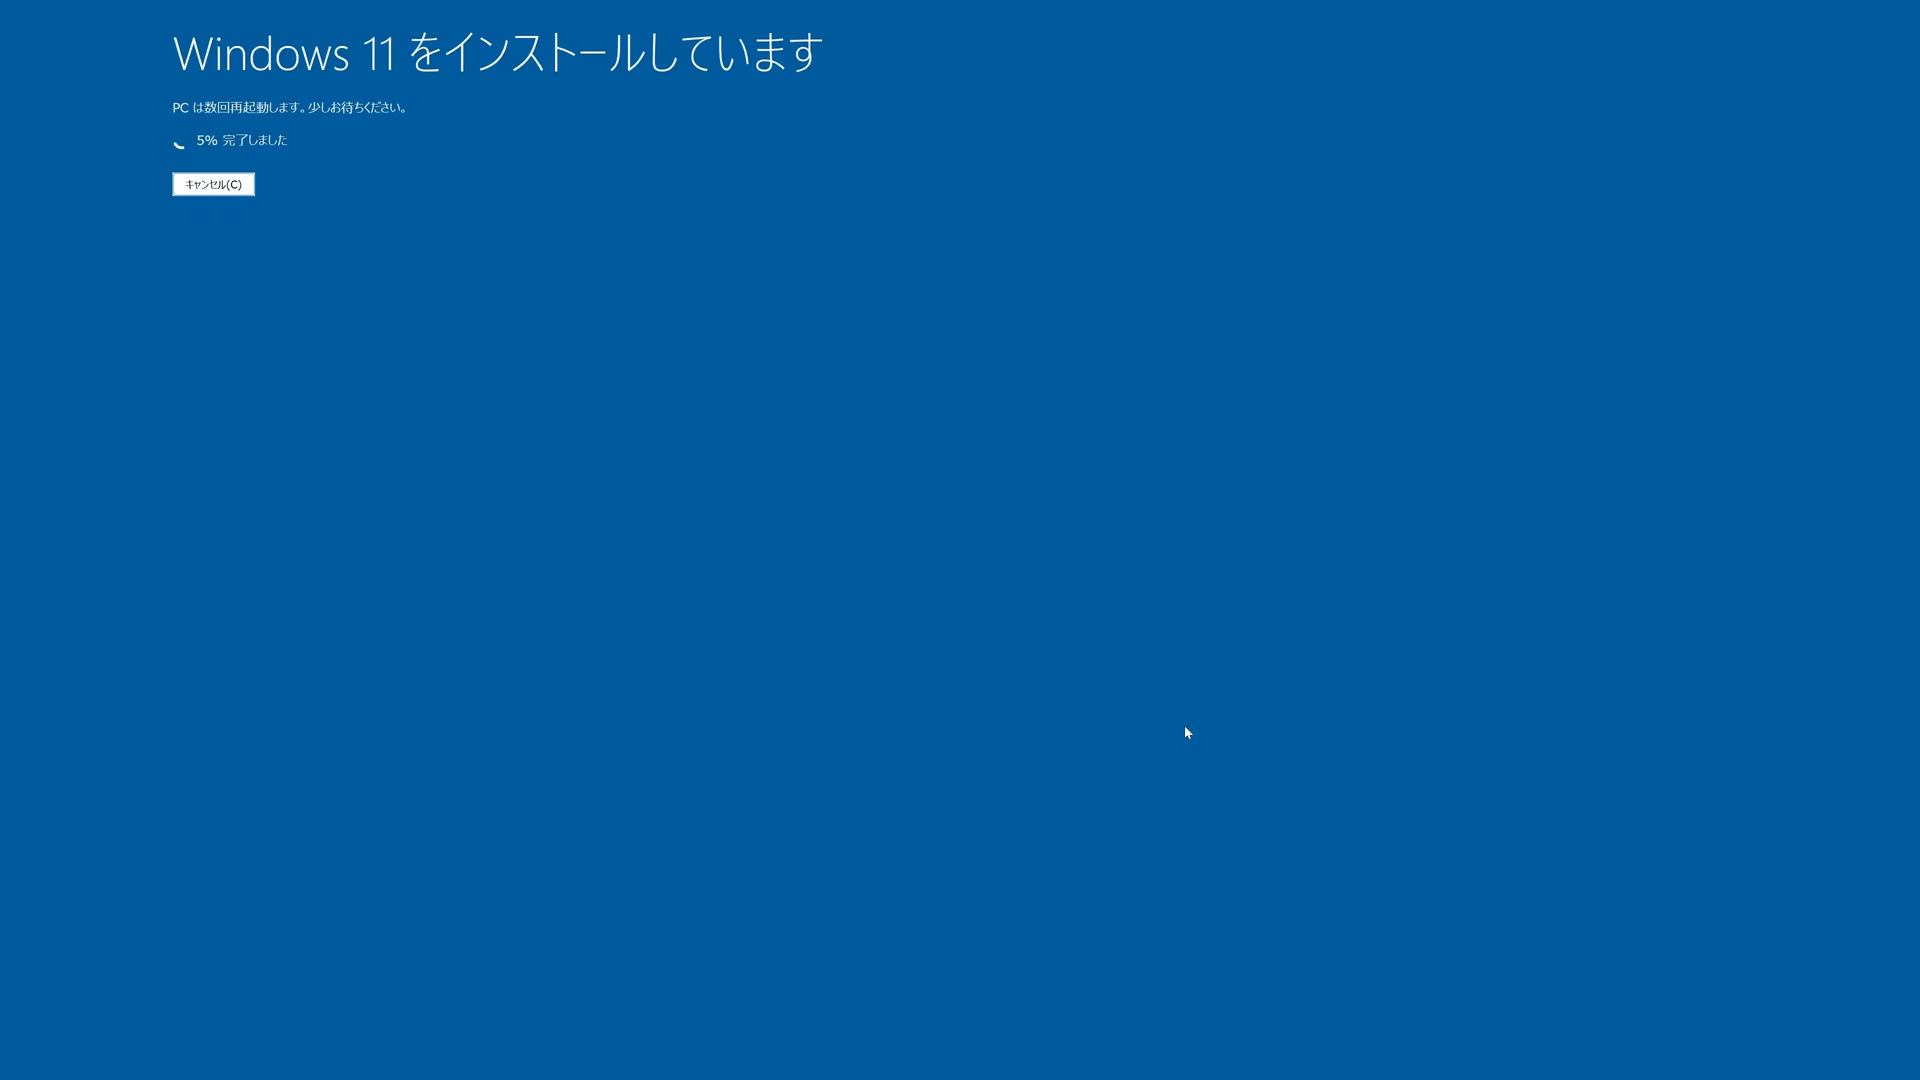 Windows 11 をインストールしています
PC は数回再起動します。少しお待ちください。
5% 完了しました
キャンセル(C)